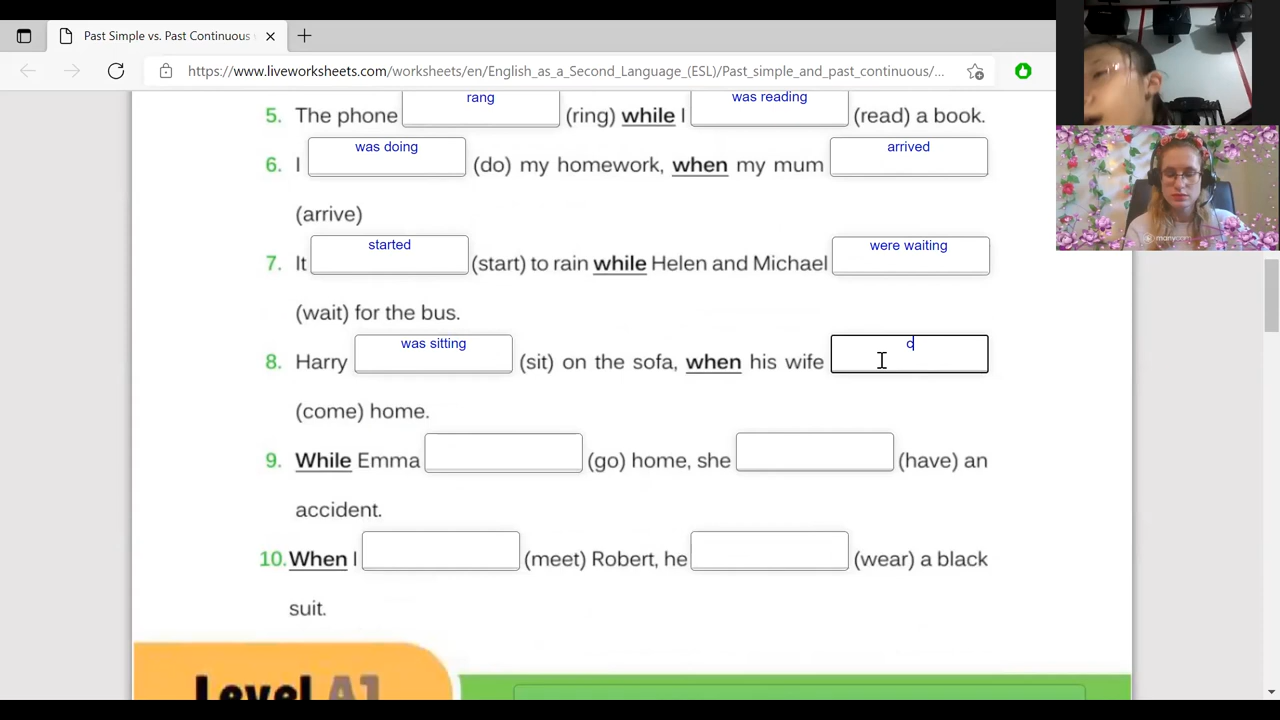 Past Simple vs. Past Continuous
https://www.liveworksheets.com/worksheets/en/English_as_a_Second_Language_(ESL)/Past_simple_and_past_continuous/...
5. The phone rang (ring) while I was reading (read) a book.
6. I was doing (do) my homework, when my mum arrived
(arrive)
7. It started (start) to rain while Helen and Michael were waiting
(wait) for the bus.
8. Harry was sitting (sit) on the sofa, when his wife c
(come) home.
9. While Emma (go) home, she (have) an
accident.
10. When I (meet) Robert, he (wear) a black
suit.
Level A1